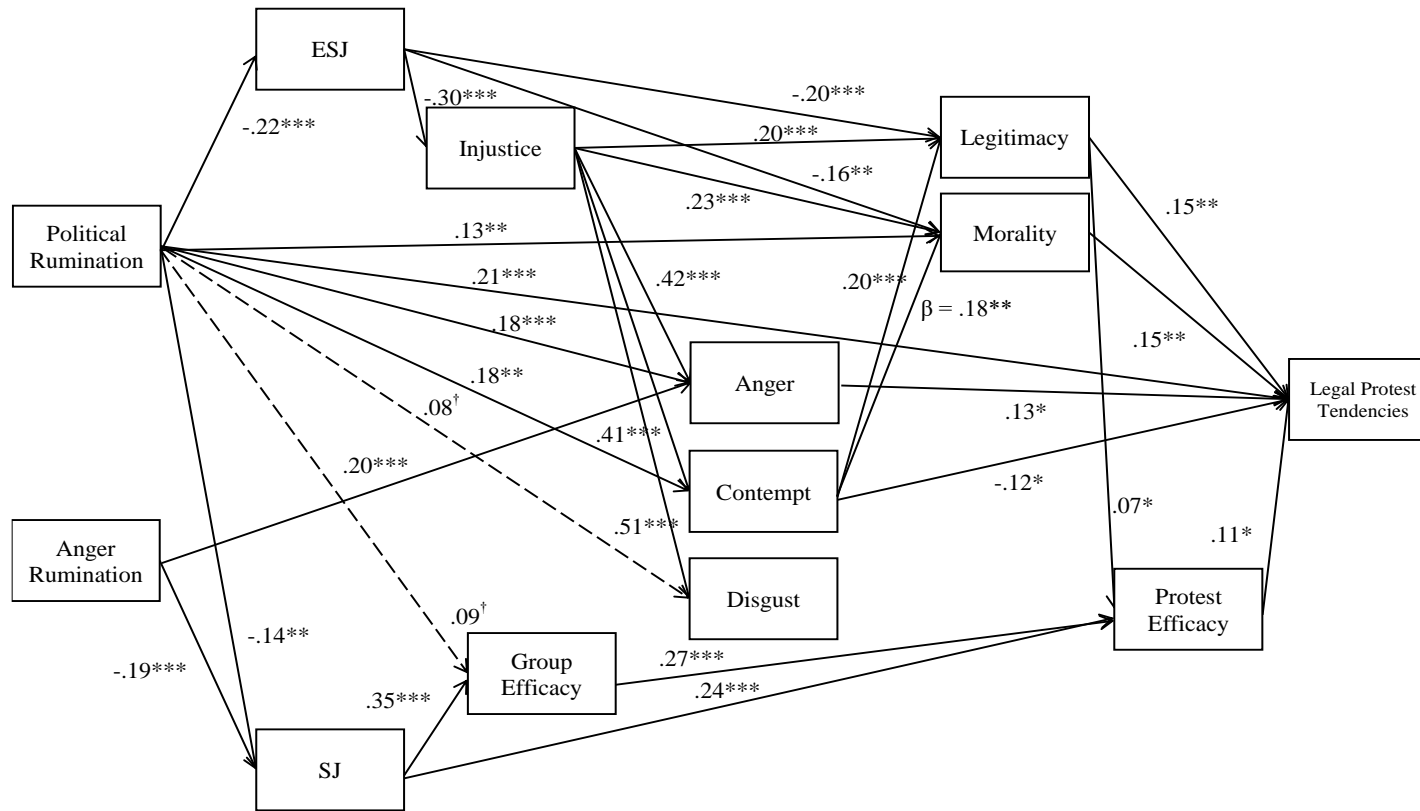 ESJ
-.30***
-.20***
-.22***
Injustice
.20***
Legitimacy
-.16**
.23***
.15**
Political
Rumination
.13**
Morality
.21***
.42***
.20***
β = .18**
.18***
.15**
Anger
Legal Protest
Tendencies
.18**
.08†
.13*
.41***
.20***
Contempt
-.12*
.07*
.51***
.11*
Anger
Rumination
Disgust
Protest
Efficacy
.09†
-.14**
Group
Efficacy
.27***
-.19***
.35***
.24***
SJ